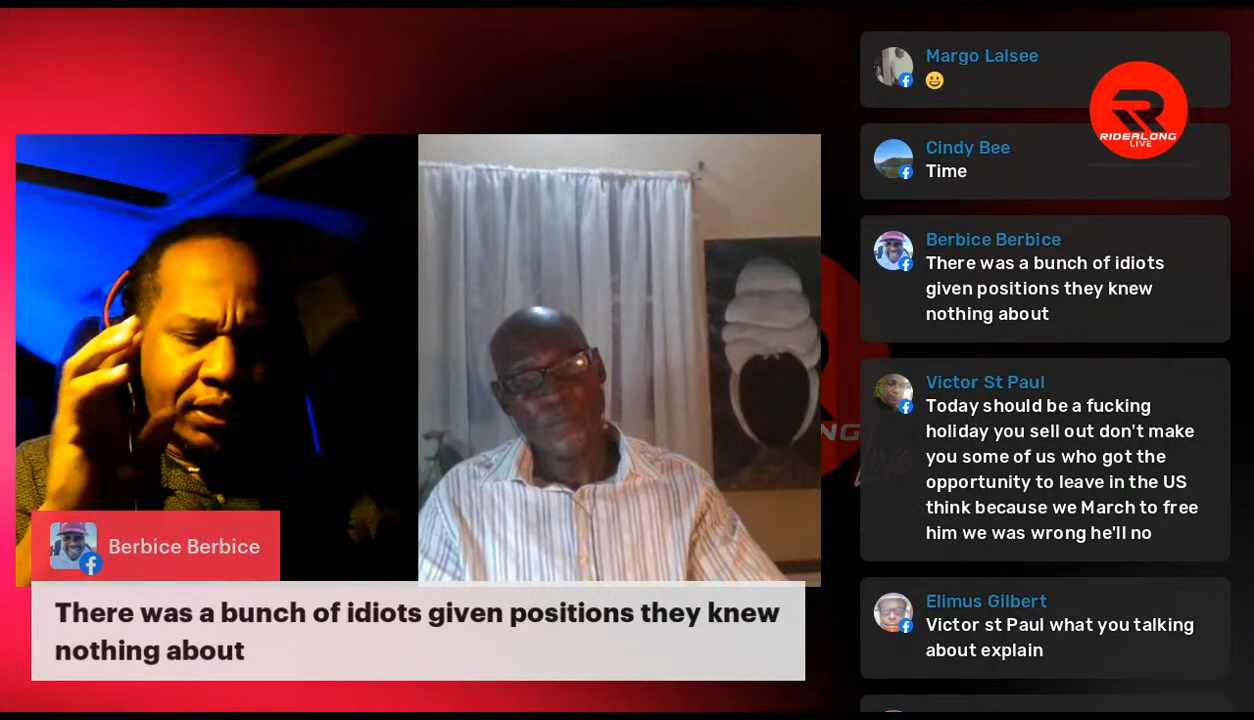 Margo Lalsee
RIDEALONG
LIVE
Cindy Bee
Time
Berbice Berbice
There was a bunch of idiots
given positions they knew
nothing about
Victor St Paul
Today should be a fucking
holiday you sell out don't make
you some of us who got the
opportunity to leave in the US
think because we March to free
him we was wrong he'll no
Elimus Gilbert
Victor st Paul what you talking
about explain
Berbice Berbice
There was a bunch of idiots given positions they knew
nothing about